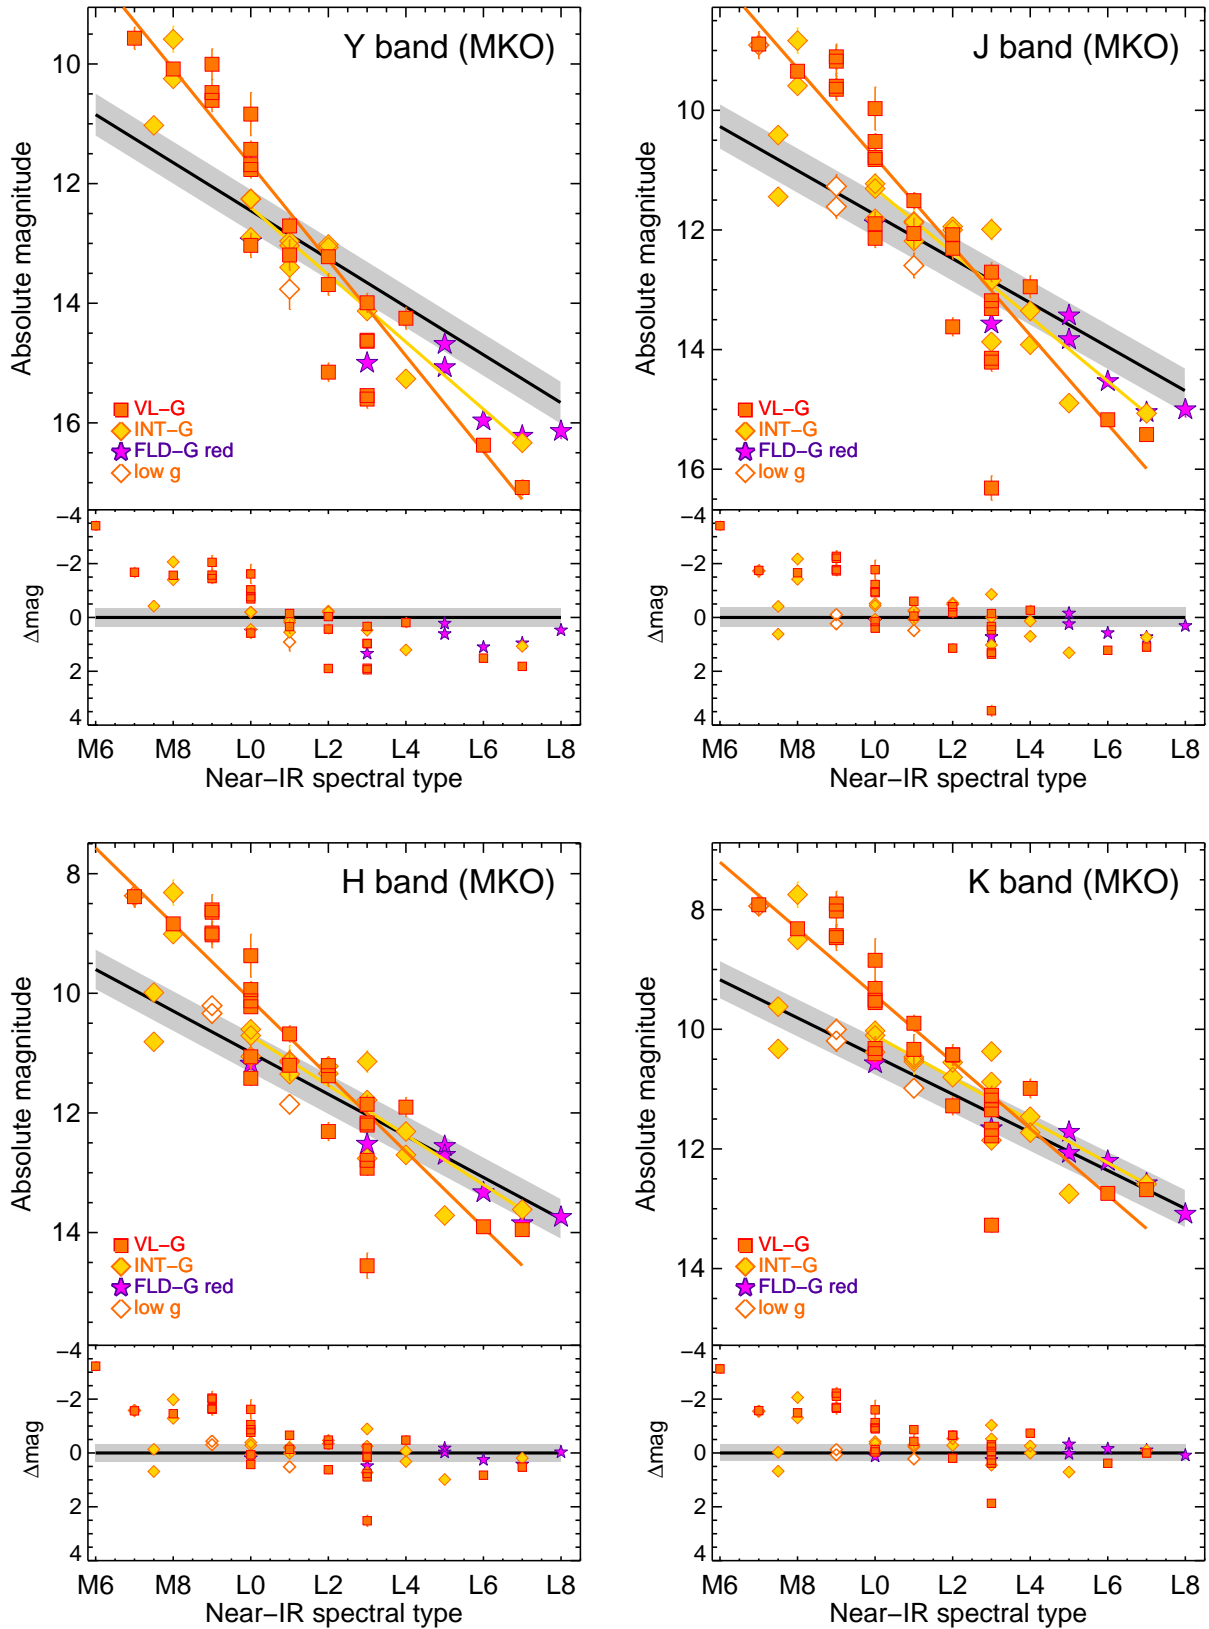 Y band (MKO)
Absolute magnitude
10
12
14
16
VL−G
INT−G
FLD−G red
low g
Δmag
−4
−2
0
2
4
M6 M8 L0 L2 L4 L6 L8
Near−IR spectral type
J band (MKO)
Absolute magnitude
10
12
14
16
VL−G
INT−G
FLD−G red
low g
Δmag
−4
−2
0
2
4
M6 M8 L0 L2 L4 L6 L8
Near−IR spectral type
H band (MKO)
Absolute magnitude
8
10
12
14
VL−G
INT−G
FLD−G red
low g
Δmag
−4
−2
0
2
4
M6 M8 L0 L2 L4 L6 L8
Near−IR spectral type
K band (MKO)
Absolute magnitude
8
10
12
14
VL−G
INT−G
FLD−G red
low g
Δmag
−4
−2
0
2
4
M6 M8 L0 L2 L4 L6 L8
Near−IR spectral type